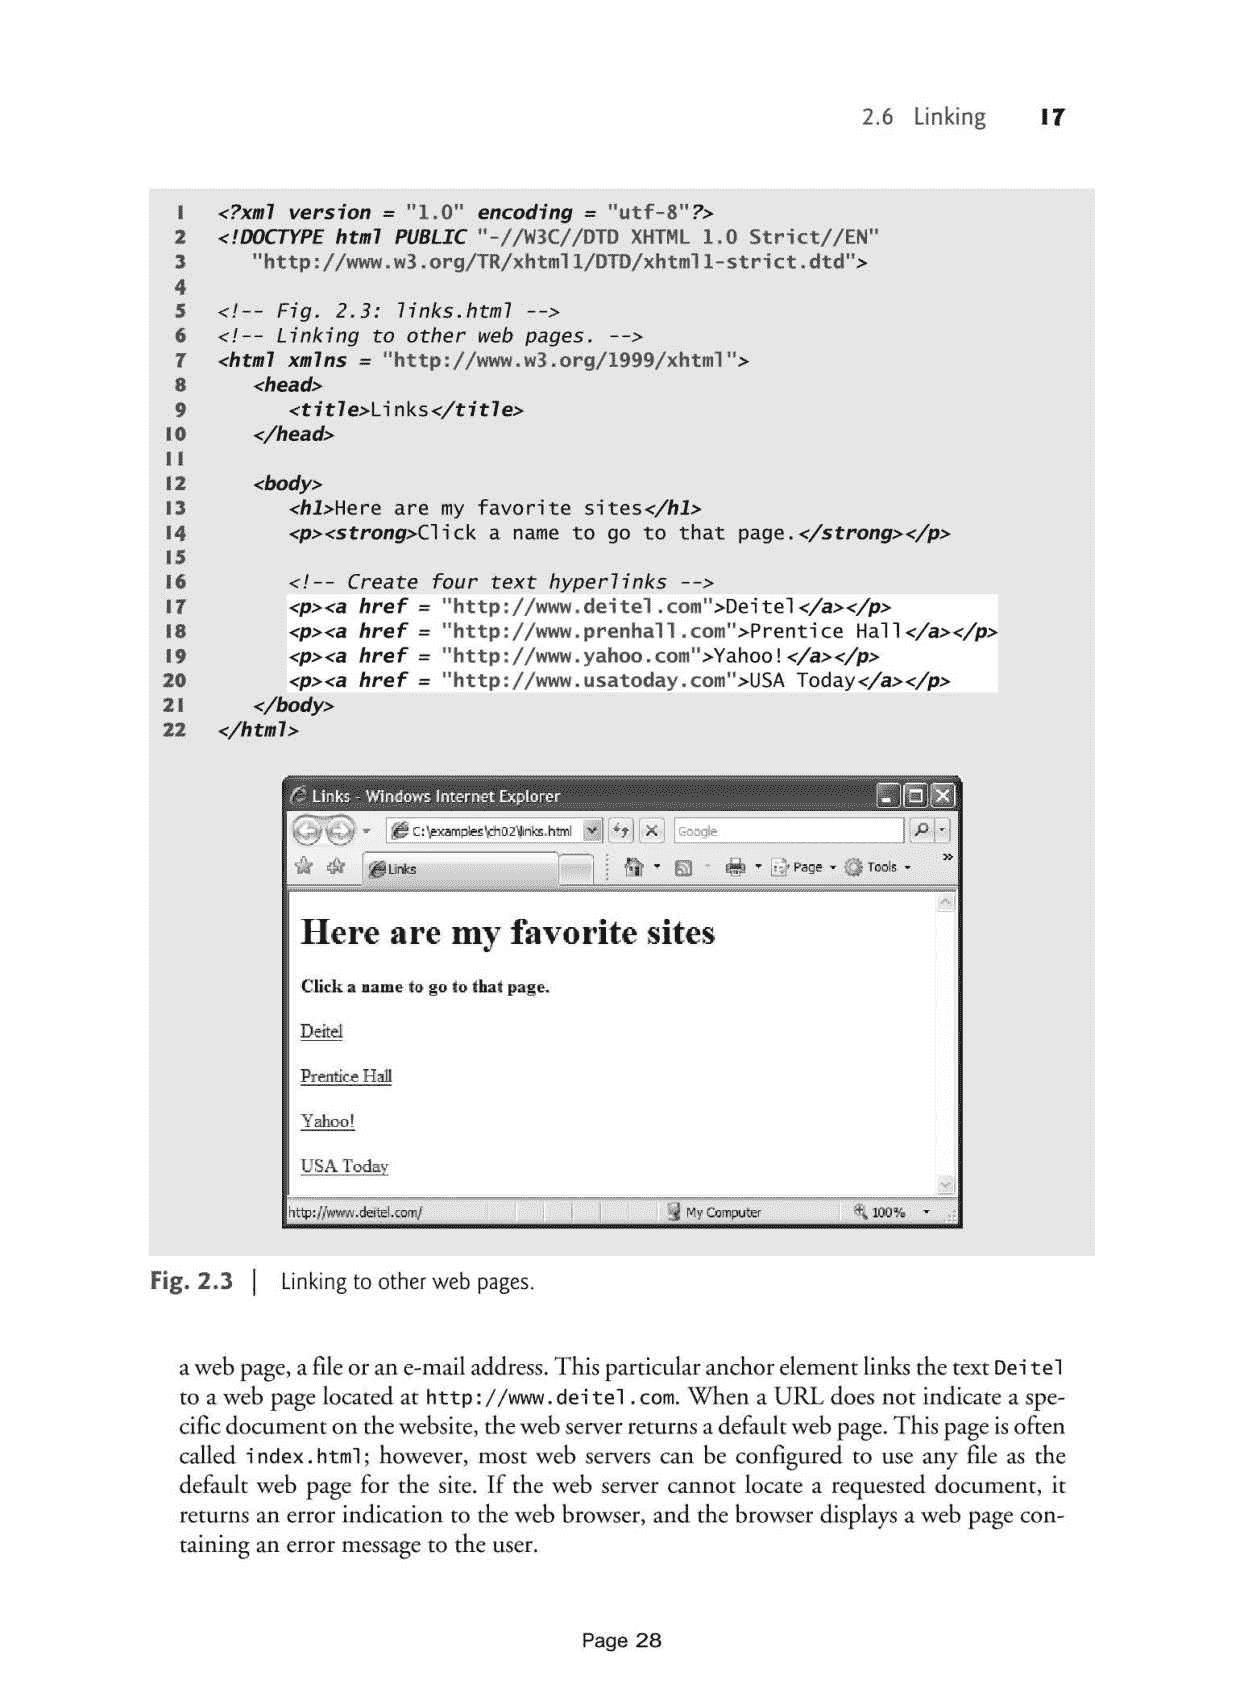 2.6 Linking 17
1 <?xml version = "1.0" encoding = "utf-8"?>
2 <!DOCTYPE html PUBLIC "-//W3C//DTD XHTML 1.0 Strict//EN"
3 "http://www.w3.org/TR/xhtml1/DTD/xhtml1-strict.dtd">
4
5 <!-- Fig. 2.3: links.html -->
6 <!-- Linking to other web pages. -->
7 <html xmlns = "http://www.w3.org/1999/xhtml">
8 <head>
9 <title>Links</title>
10 </head>
11
12 <body>
13 <h1>Here are my favorite sites</h1>
14 <p><strong>Click a name to go to that page.</strong></p>
15
16 <!-- Create four text hyperlinks -->
17 <p><a href = "http://www.deitel.com">Deitel</a></p>
18 <p><a href = "http://www.prenhall.com">Prentice Hall</a></p>
19 <p><a href = "http://www.yahoo.com">Yahoo!</a></p>
20 <p><a href = "http://www.usatoday.com">USA Today</a></p>
21 </body>
22 </html>
Links - Windows Internet Explorer
C:\examples\ch02\links.html Google
Links Page Tools »
Here are my favorite sites
Click a name to go to that page.
Deitel
Prentice Hall
Yahoo!
USA Today
http://www.deitel.com/ My Computer 100%
Fig. 2.3 | Linking to other web pages.
a web page, a file or an e-mail address. This particular anchor element links the text Deitel
to a web page located at http://www.deitel.com. When a URL does not indicate a spe-
cific document on the website, the web server returns a default web page. This page is often
called index.html; however, most web servers can be configured to use any file as the
default web page for the site. If the web server cannot locate a requested document, it
returns an error indication to the web browser, and the browser displays a web page con-
taining an error message to the user.
Page 28